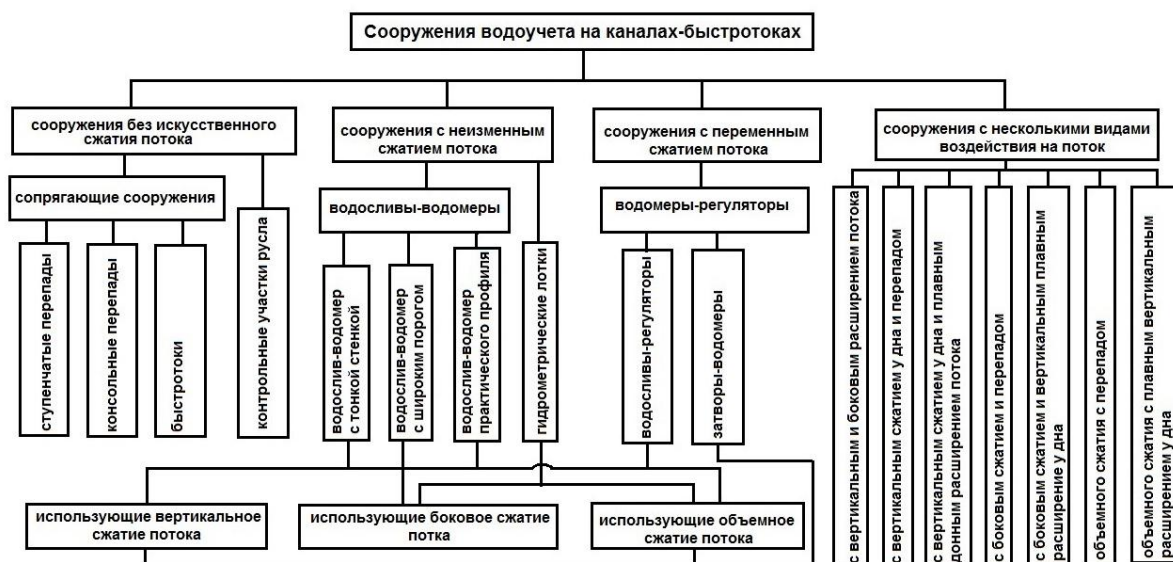 Сооружения водоучета на каналах-быстротоках
сооружения без искусственного
сжатия потока
сооружения с неизменным
сжатием потока
сооружения с переменным
сжатием потока
сооружения с несколькими видами
воздействия на поток
сопрягающие сооружения
водосливы-водомеры
водомеры-регуляторы
ступенчатые перепады
консольные перепады
быстротоки
контрольные участки русла
водослив-водомер
с тонкой стенкой
водослив-водомер
с широким порогом
водослив-водомер
практического профиля
гидрометрические лотки
водосливы-регуляторы
затворы-водомеры
с вертикальным и боковым расширением потока
с вертикальным сжатием у дна и перепадом
с вертикальным сжатием у дна и плавным
донным расширением потока
с боковым сжатием и перепадом
с боковым сжатием и вертикальным плавным
расширение у дна
объемного сжатия с перепадом
объемного сжатия с плавным вертикальным
расширением у дна
использующие вертикальное
сжатие потока
использующие боковое сжатие
потка
использующие объемное
сжатие потока